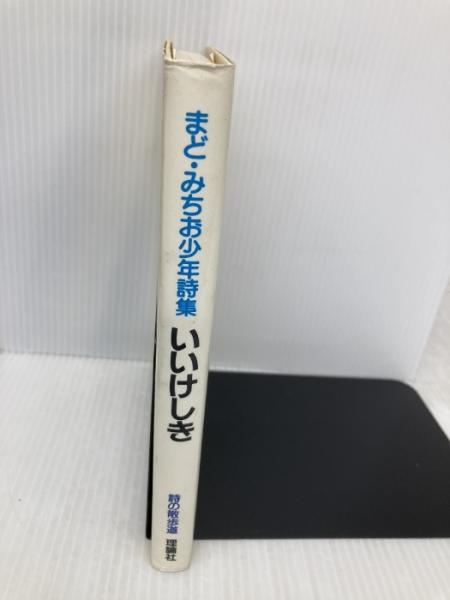 まど・みちお少年詩集
いいけしき
詩の散歩道
理論社